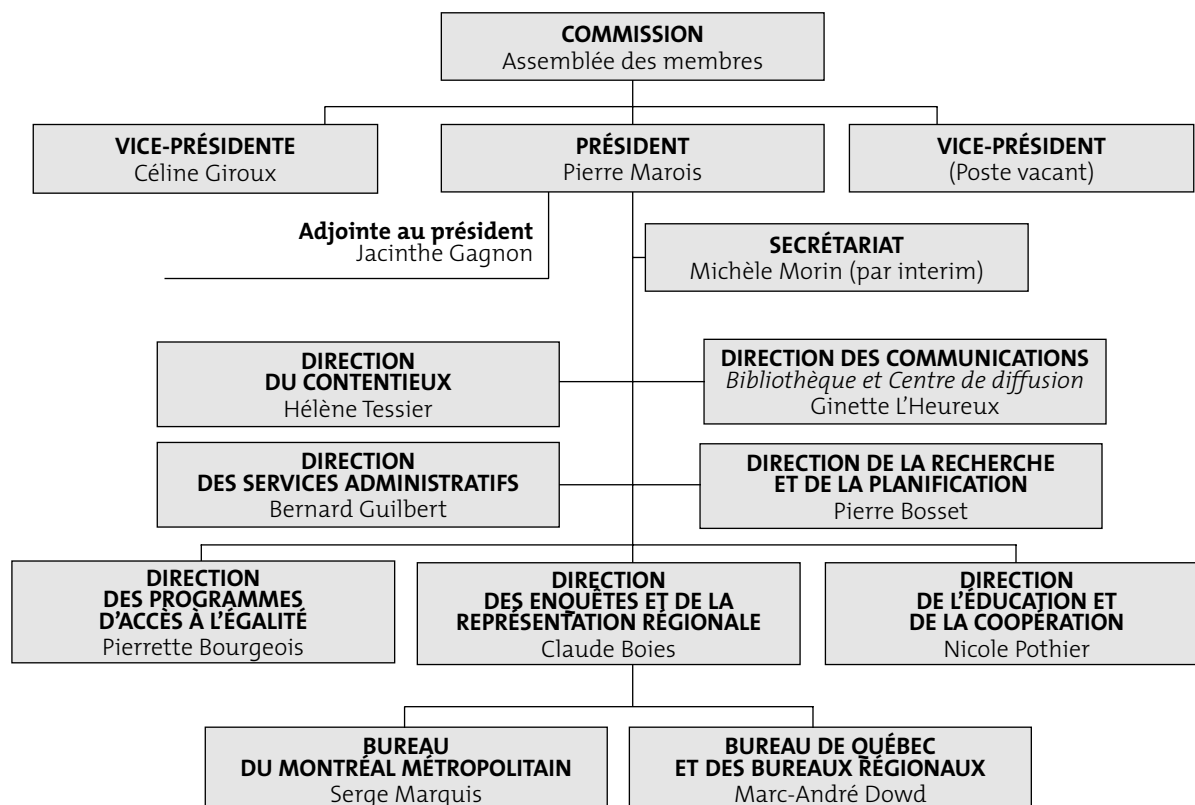 COMMISSION
Assemblée des membres
VICE-PRÉSIDENTE
Céline Giroux
PRÉSIDENT
Pierre Marois
VICE-PRÉSIDENT
(Poste vacant)
Adjointe au président
Jacinthe Gagnon
SECRÉTARIAT
Michèle Morin (par interim)
DIRECTION
DU CONTENTIEUX
Hélène Tessier
DIRECTION DES COMMUNICATIONS
Bibliothèque et Centre de diffusion
Ginette L'Heureux
DIRECTION
DES SERVICES ADMINISTRATIFS
Bernard Guilbert
DIRECTION DE LA RECHERCHE
ET DE LA PLANIFICATION
Pierre Bosset
DIRECTION
DES PROGRAMMES
D'ACCÈS À L'ÉGALITÉ
Pierrette Bourgeois
DIRECTION
DES ENQUÊTES ET DE LA
REPRÉSENTATION RÉGIONALE
Claude Boies
DIRECTION
DE L'ÉDUCATION ET
DE LA COOPÉRATION
Nicole Pothier
BUREAU
DU MONTRÉAL MÉTROPOLITAIN
Serge Marquis
BUREAU DE QUÉBEC
ET DES BUREAUX RÉGIONAUX
Marc-André Dowd